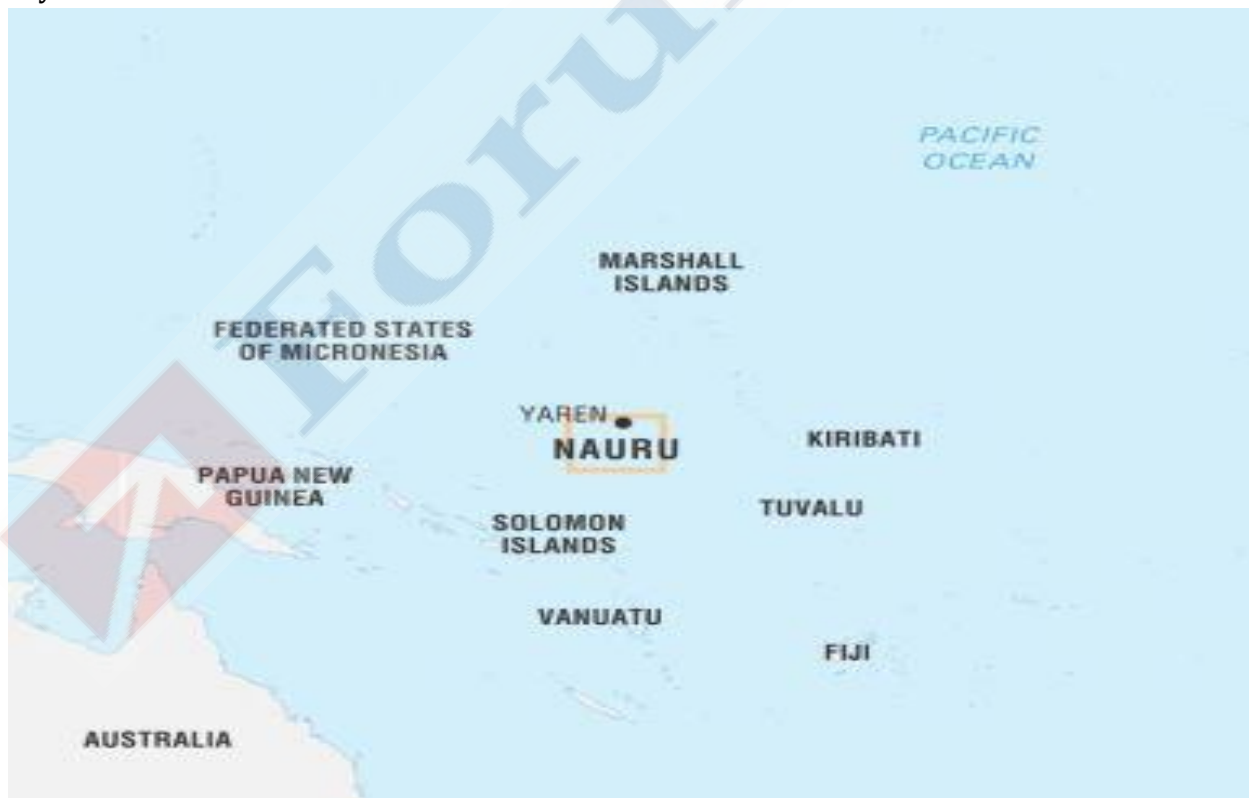 PACIFIC
OCEAN
MARSHALL
ISLANDS
FEDERATED STATES
OF MICRONESIA
YAREN
NAURU
KIRIBATI
PAPUA NEW
GUINEA
TUVALU
SOLOMON
ISLANDS
VANUATU
FIJI
AUSTRALIA